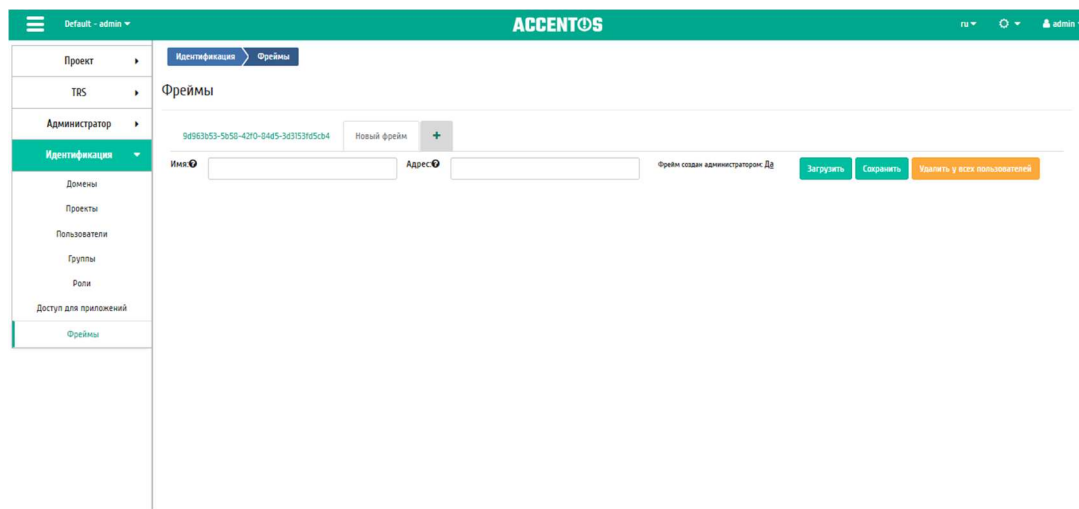 Default - admin
ACCENTOS
ru
admin
Проект
TRS
Администратор
Идентификация
Домены
Проекты
Пользователи
Группы
Роли
Доступ для приложений
Фреймы
Идентификация Фреймы
Фреймы
9d963b53-5b58-42f0-84d5-3d3153fd5cb4 Новый фрейм +
Имя: Адрес: Фрейм создан администратором: Да Загрузить Сохранить Удалить у всех пользователей